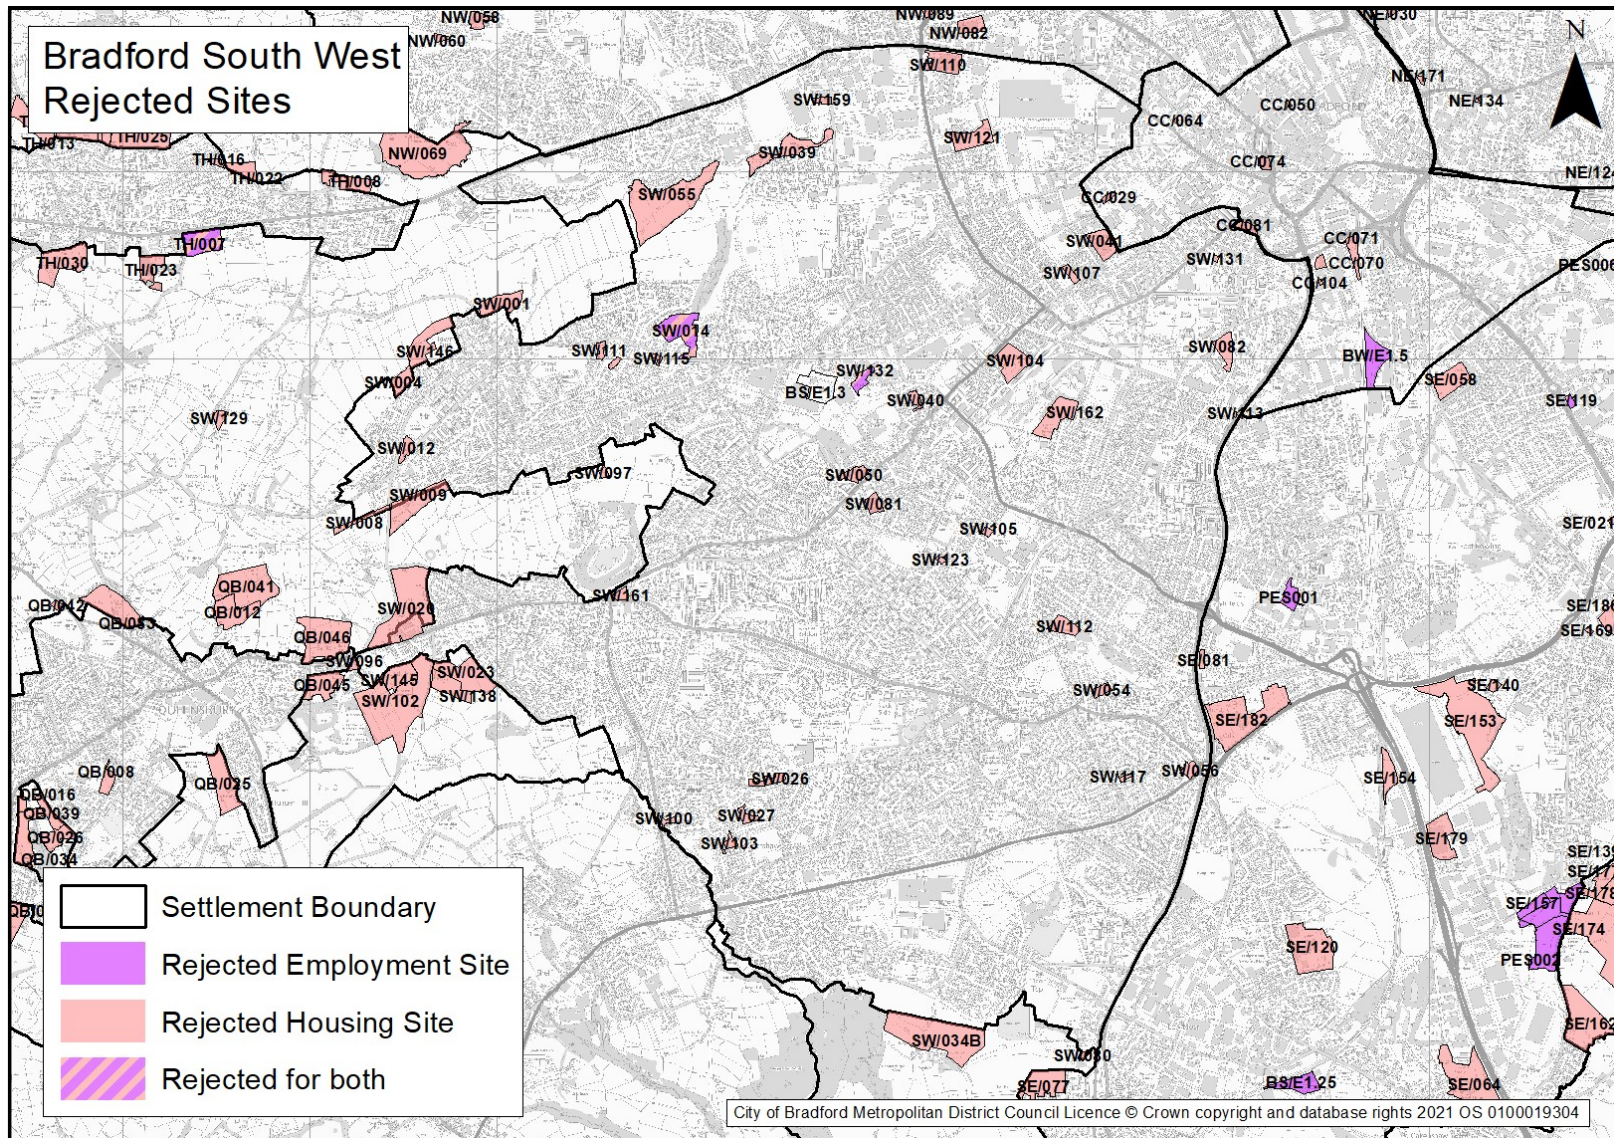 Bradford South West
Rejected Sites
N
NW/058
NW/060
NW/089
NW/082
NE/030
SW/110
NE/171
SW/159
NE/134
CC/050
CC/064
TH/013
TH/025
SW/121
NW/069
SW/039
TH/016
CC/074
NE/124
TH/022
TH/008
SW/055
CC/029
CC/081
TH/007
SW/041
CC/071
TH/030
TH/023
SW/107
SW/131
CC/070
PES006
CC/104
SW/001
SW/014
SW/146
SW/111
SW/115
SW/104
SW/082
BW/E1.5
SW/132
SW/004
BS/E1.3
SE/058
SW/040
SE/119
SW/129
SW/162
SW/113
SW/012
SW/097
SW/050
SW/009
SW/081
SW/008
SW/105
SE/021
SW/123
QB/041
SW/161
PES001
QB/042
QB/012
SW/020
SE/186
QB/053
SW/112
SE/169
QB/046
SW/096
SE/081
SW/023
QB/045
SW/145
SE/140
SW/138
SW/054
SW/102
QUEENSBURY
SE/182
SE/153
QB/008
SW/026
SW/056
QB/025
SW/117
SE/154
QB/016
QB/039
SW/100
SW/027
QB/026
SW/103
SE/179
QB/034
SE/139
SE/178
SE/157
SE/174
SE/120
PES002
SE/162
SW/034B
SW/080
SE/077
BS/E1.25
SE/064
Settlement Boundary
Rejected Employment Site
Rejected Housing Site
Rejected for both
City of Bradford Metropolitan District Council Licence © Crown copyright and database rights 2021 OS 0100019304